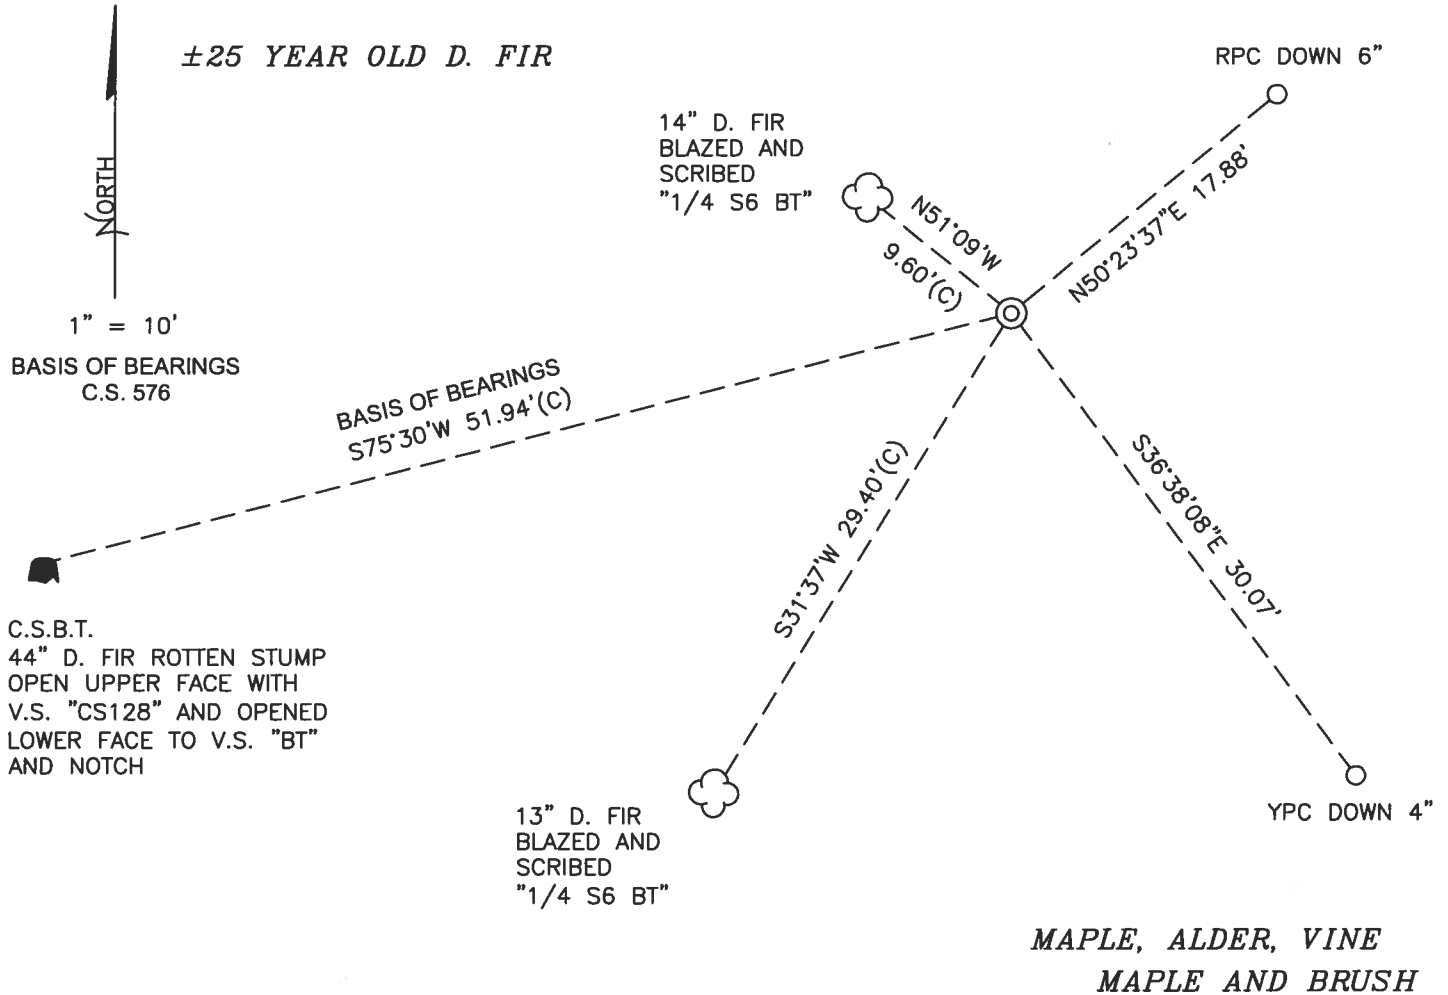 ±25 YEAR OLD D. FIR
RPC DOWN 6"
14" D. FIR
BLAZED AND
SCRIBED
"1/4 S6 BT"
NORTH
N51°09'W
9.60'(C)
N50°23'37"E 17.88'
1" = 10'
BASIS OF BEARINGS
C.S. 576
BASIS OF BEARINGS
S75°30'W 51.94'(C)
S31°37'W 29.40'(C)
S36°38'08"E 30.07'
C.S.B.T.
44" D. FIR ROTTEN STUMP
OPEN UPPER FACE WITH
V.S. "CS128" AND OPENED
LOWER FACE TO V.S. "BT"
AND NOTCH
13" D. FIR
BLAZED AND
SCRIBED
"1/4 S6 BT"
YPC DOWN 4"
MAPLE, ALDER, VINE
MAPLE AND BRUSH